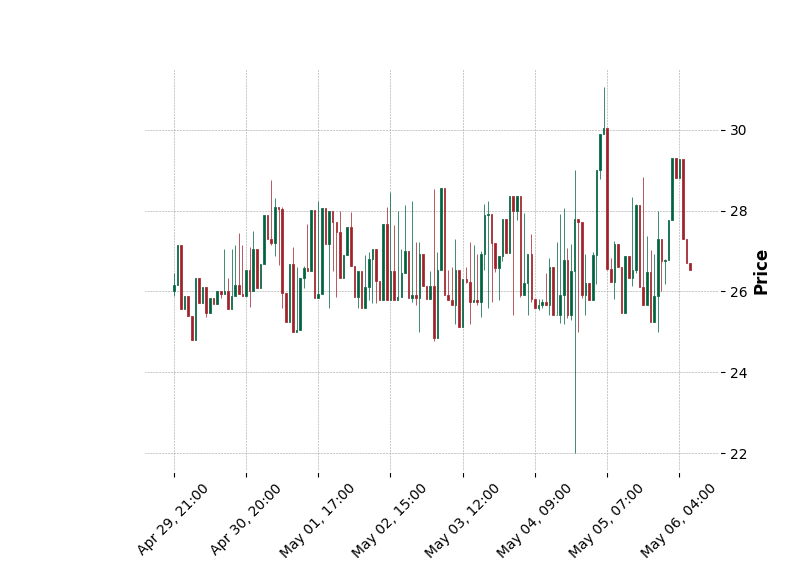 30
28
26
24
22
Price
Apr 29, 21:00
Apr 30, 20:00
May 01, 17:00
May 02, 15:00
May 03, 12:00
May 04, 09:00
May 05, 07:00
May 06, 04:00